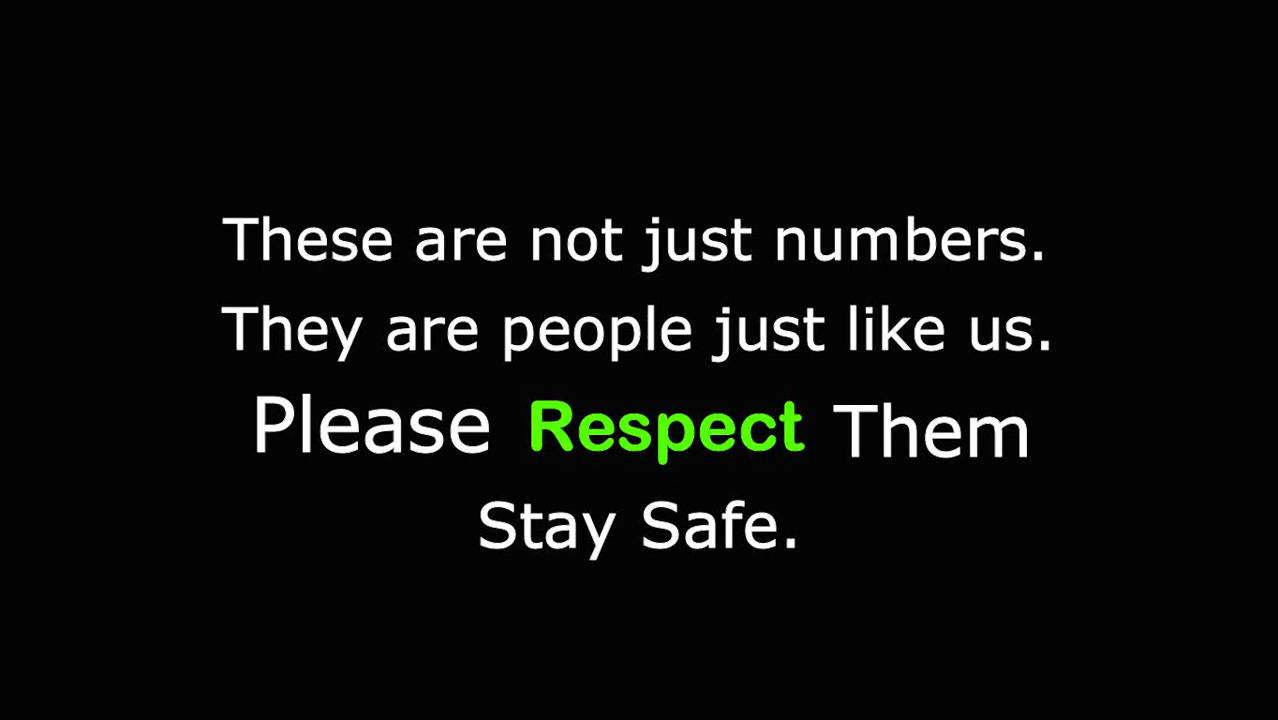 These are not just numbers.
They are people just like us.
Please Respect Them
Stay Safe.